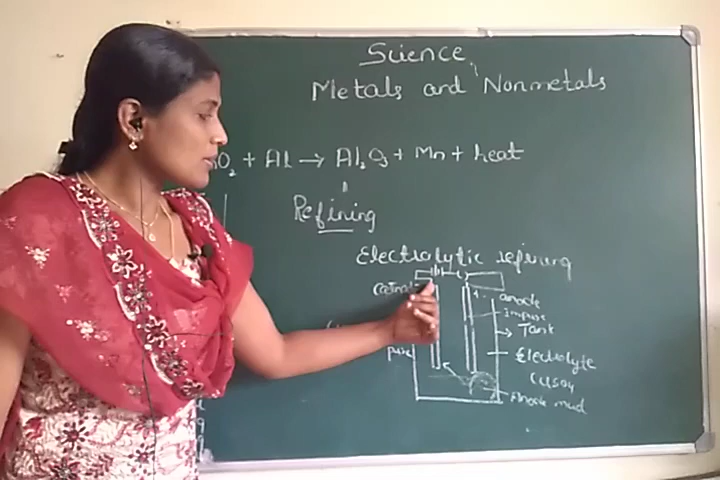 Science
Metals and Nonmetals
O₂ + Al → Al₂O₃ + Mn + heat
Refining
Electrolytic refining
anode
Impure
Tank
pure
Electrolyte
CuSO4
Anode mud